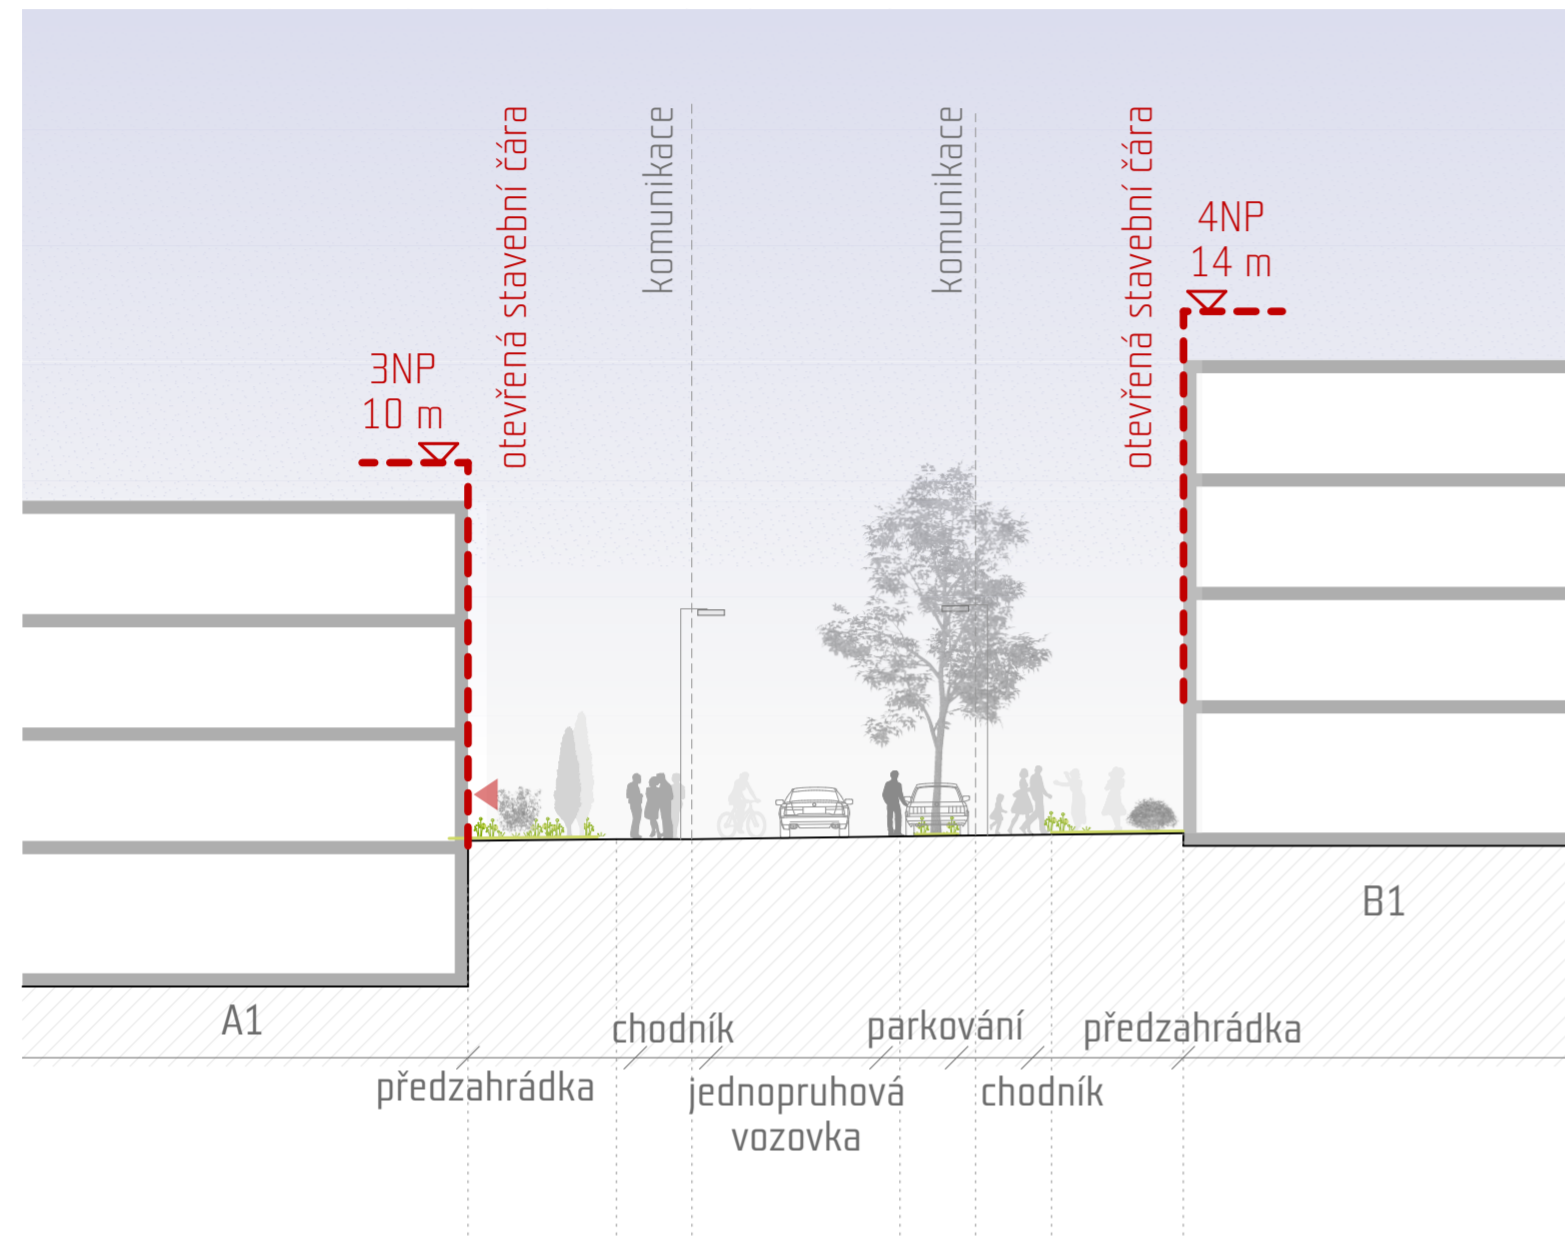 otevřená stavební čára
komunikace
komunikace
otevřená stavební čára
4NP
14 m
3NP
10 m
B1
A1
chodník
parkování
předzahrádka
předzahrádka
jednopruhová
vozovka
chodník